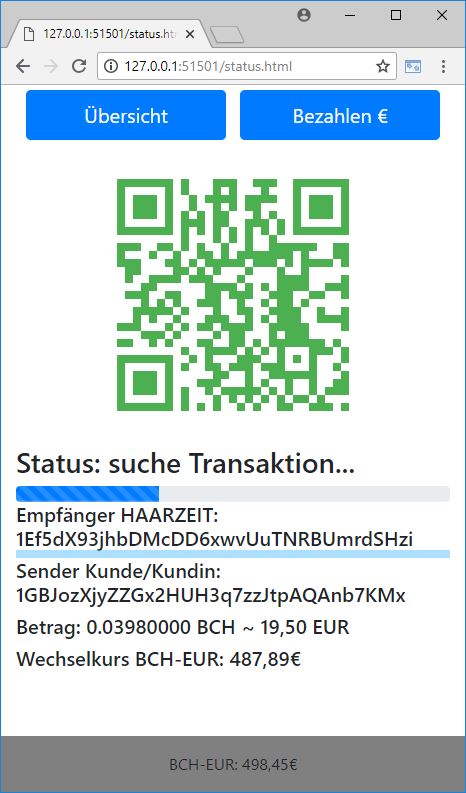 127.0.0.1:51501/status.htm
127.0.0.1:51501/status.html
Übersicht
Bezahlen €
Status: suche Transaktion...
Empfänger HAARZEIT:
1Ef5dX93jhbDMcDD6xwvUuTNRBUmrdSHzi
Sender Kunde/Kundin:
1GBJozXjyZZGx2HUH3q7zzJtpAQAnb7KMx
Betrag: 0.03980000 BCH ~ 19,50 EUR
Wechselkurs BCH-EUR: 487,89€
BCH-EUR: 498,45€